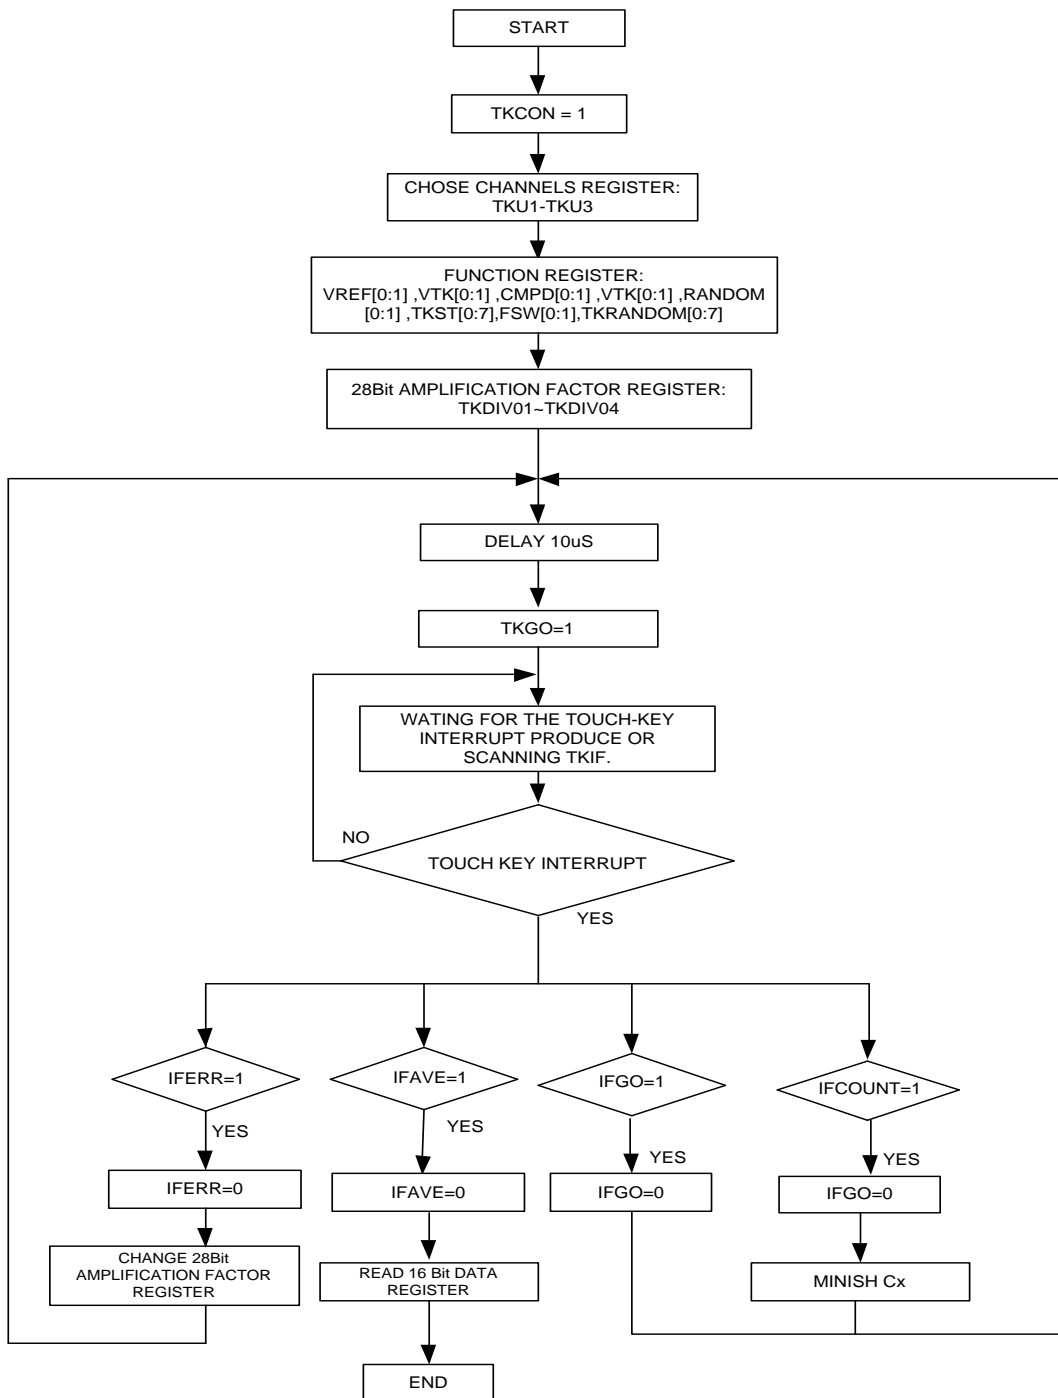 START
TKCON = 1
CHOSE CHANNELS REGISTER:
TKU1-TKU3
FUNCTION REGISTER:
VREF[0:1] ,VTK[0:1] ,CMPD[0:1] ,VTK[0:1] ,RANDOM
[0:1] ,TKST[0:7],FSW[0:1],TKRANDOM[0:7]
28Bit AMPLIFICATION FACTOR REGISTER:
TKDIV01~TKDIV04
DELAY 10uS
TKGO=1
WATING FOR THE TOUCH-KEY
INTERRUPT PRODUCE OR
SCANNING TKIF.
NO
TOUCH KEY INTERRUPT
YES
IFERR=1
IFAVE=1
IFGO=1
IFCOUNT=1
YES
YES
YES
YES
IFERR=0
IFAVE=0
IFGO=0
IFGO=0
CHANGE 28Bit
AMPLIFICATION FACTOR
REGISTER
READ 16 Bit DATA
REGISTER
MINISH Cx
END